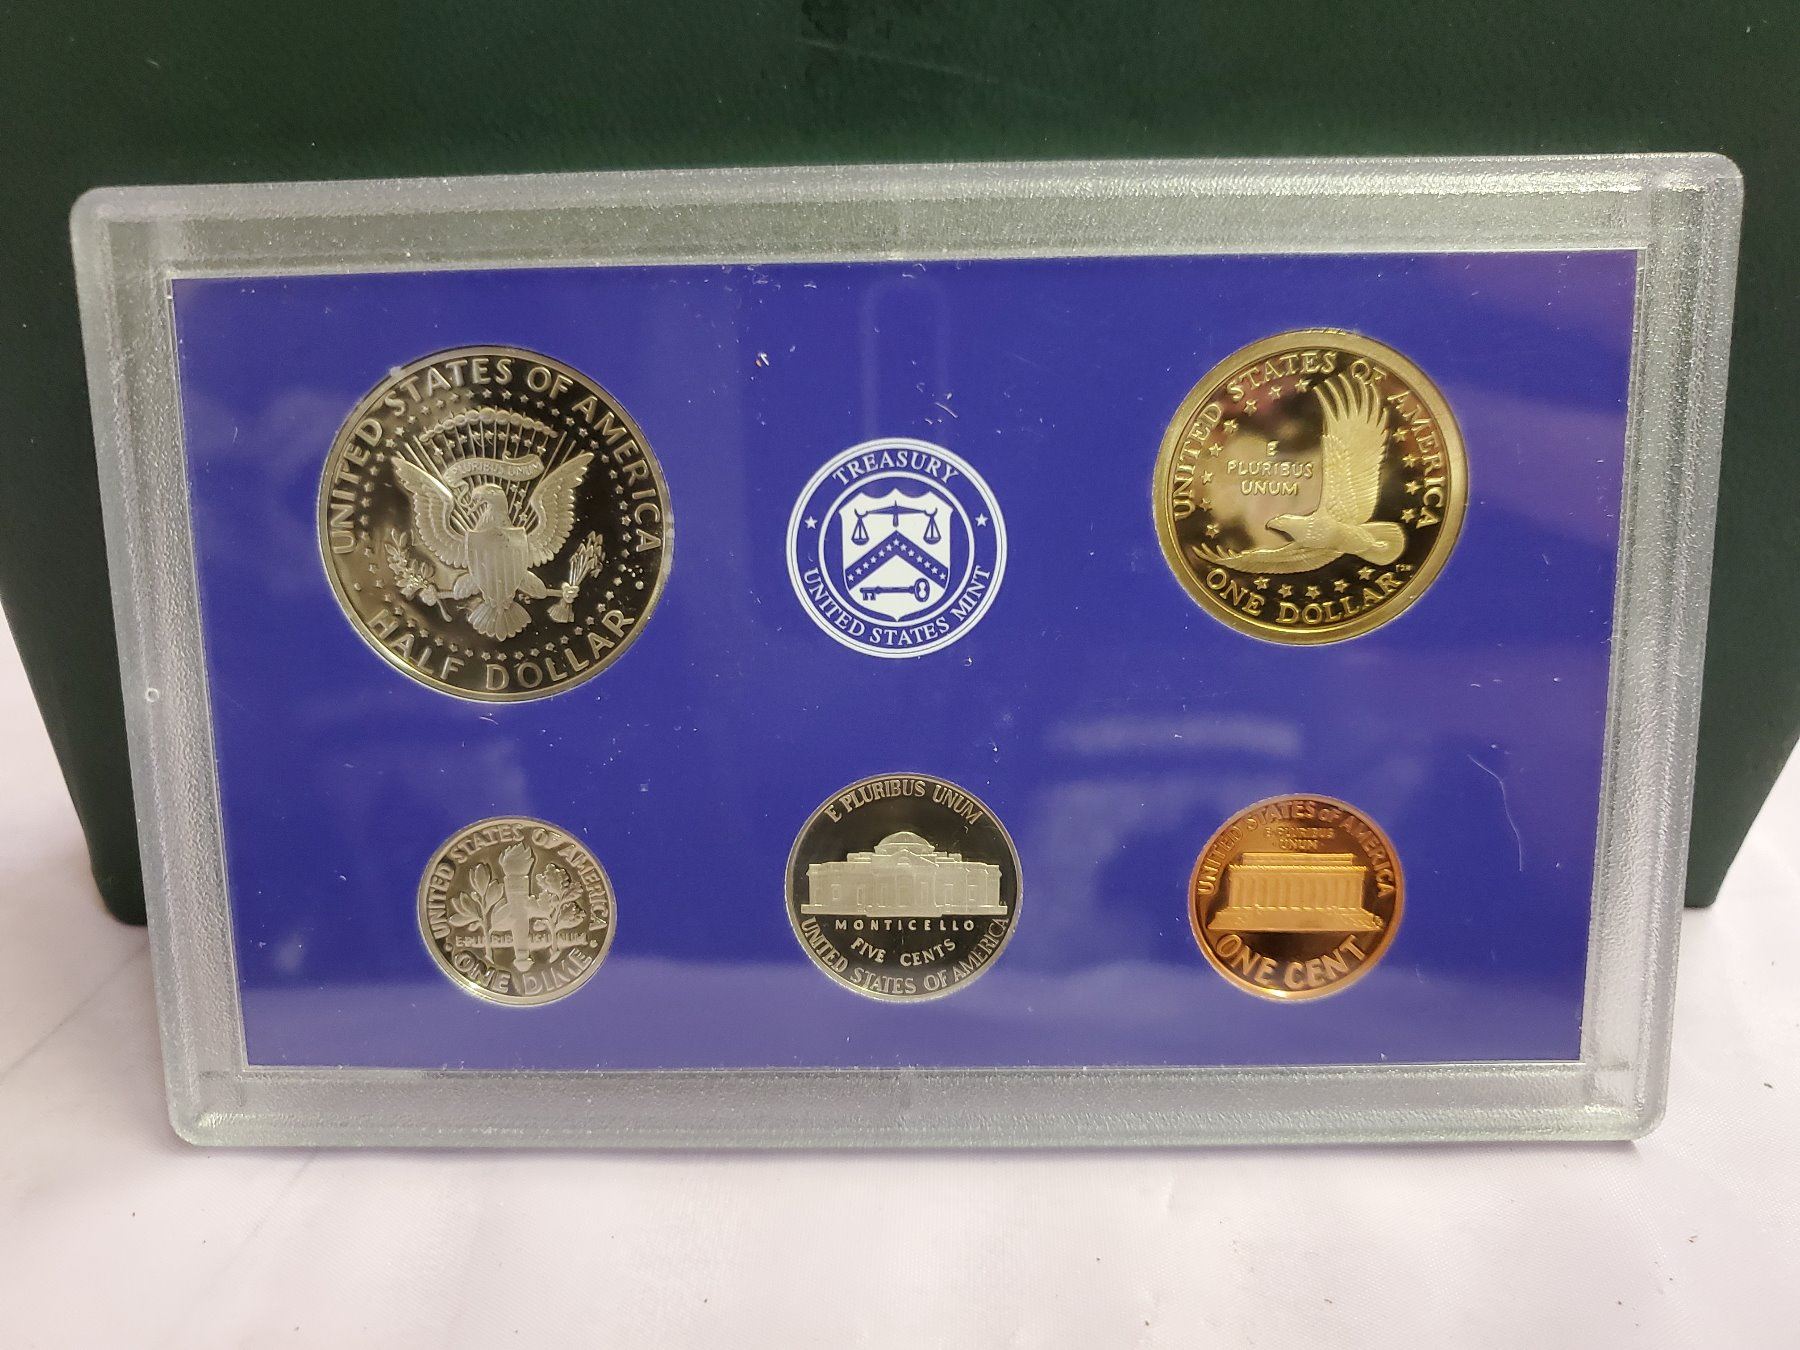 UNITED STATES OF AMERICA
PLURIBUS UNUM
HALF DOLLAR
TREASURY
UNITED STATES MINT
UNITED STATES OF AMERICA
E
PLURIBUS
UNUM
ONE DOLLAR
UNITED STATES OF AMERICA
E PLURIBUS UNUM
ONE DIME
E PLURIBUS UNUM
MONTICELLO
FIVE CENTS
UNITED STATES OF AMERICA
UNITED STATES OF AMERICA
E PLURIBUS
UNUM
ONE CENT